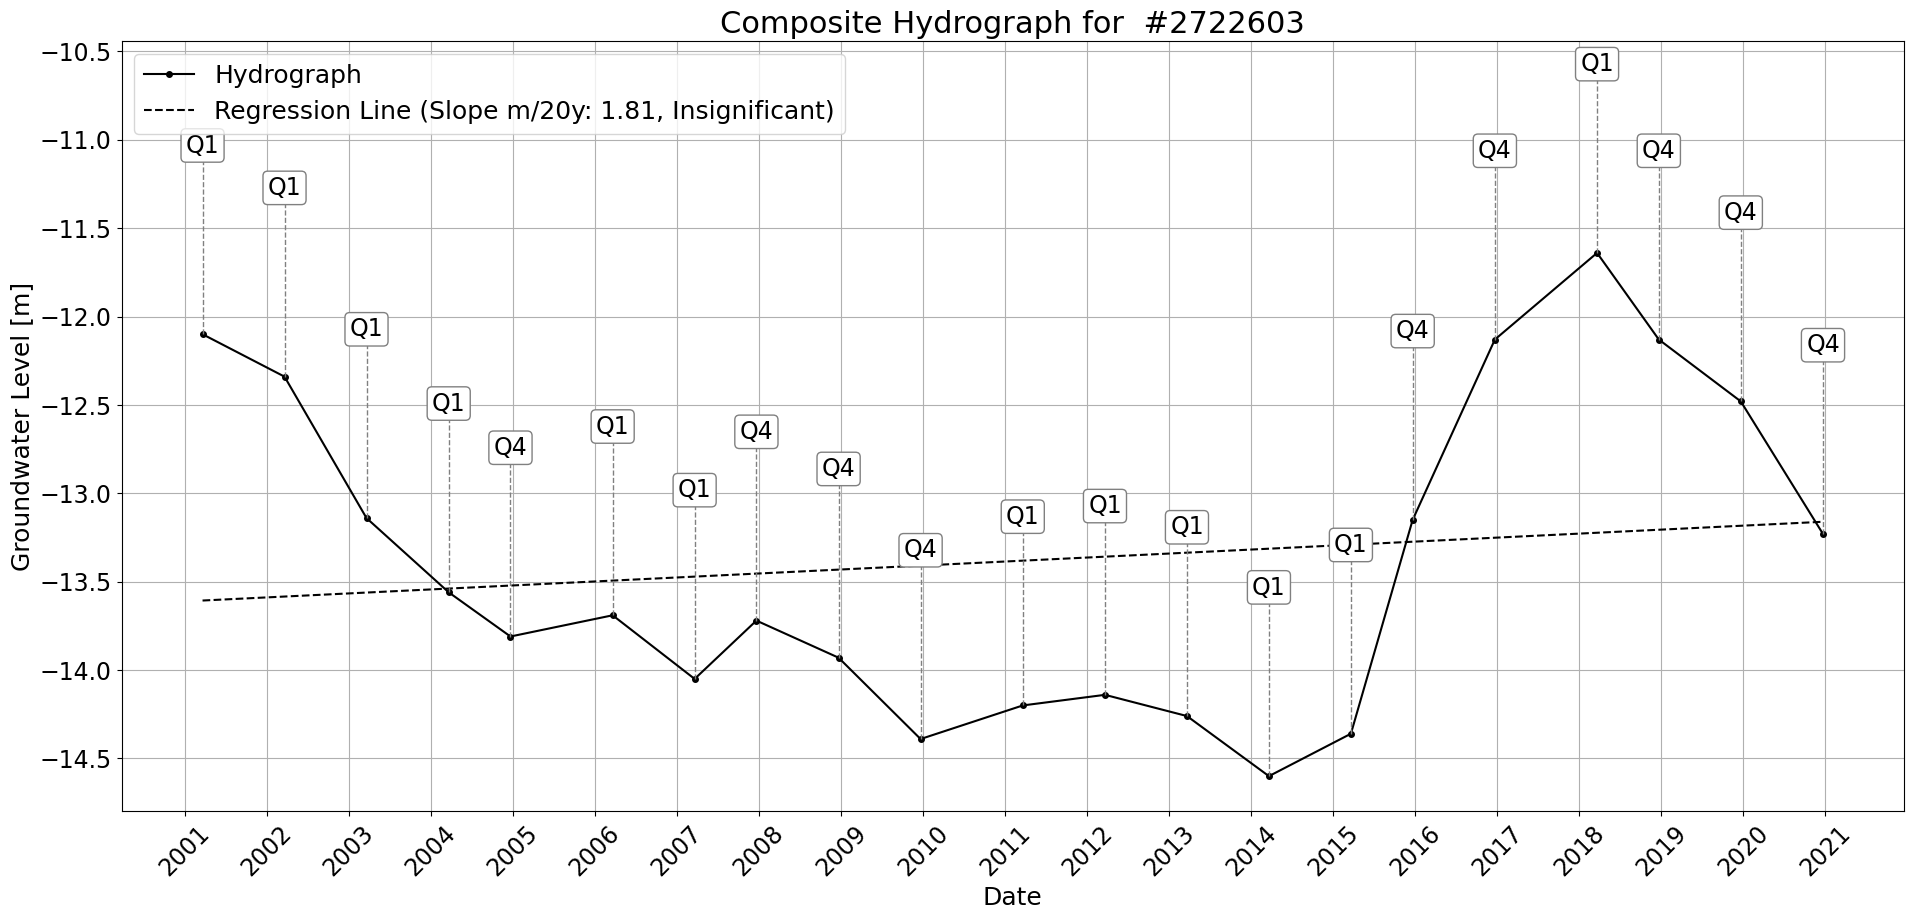 Composite Hydrograph for  #2722603
Hydrograph
Regression Line (Slope m/20y: 1.81, Insignificant)
Groundwater Level [m]
−10.5
−11.0
−11.5
−12.0
−12.5
−13.0
−13.5
−14.0
−14.5
Q1
Q1
Q1
Q1
Q4
Q1
Q1
Q4
Q4
Q4
Q1
Q1
Q1
Q1
Q1
Q4
Q4
Q1
Q4
Q4
Q4
2001
2002
2003
2004
2005
2006
2007
2008
2009
2010
2011
2012
2013
2014
2015
2016
2017
2018
2019
2020
2021
Date